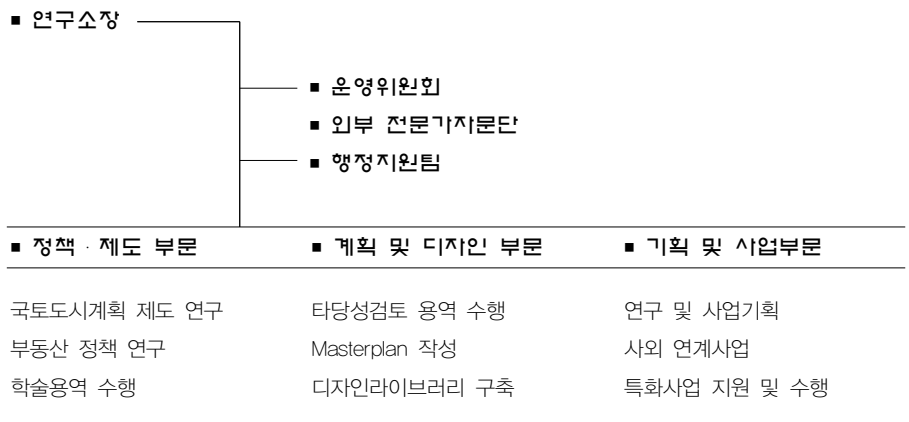 ▪ 연구소장
▪ 운영위원회
▪ 외부 전문가자문단
▪ 행정지원팀
▪ 정책 · 제도 부문 ▪ 계획 및 디자인 부문 ▪ 기획 및 사업부문
국토도시계획 제도 연구 타당성검토 용역 수행 연구 및 사업기획
부동산 정책 연구 Masterplan 작성 사외 연계사업
학술용역 수행 디자인라이브러리 구축 특화사업 지원 및 수행